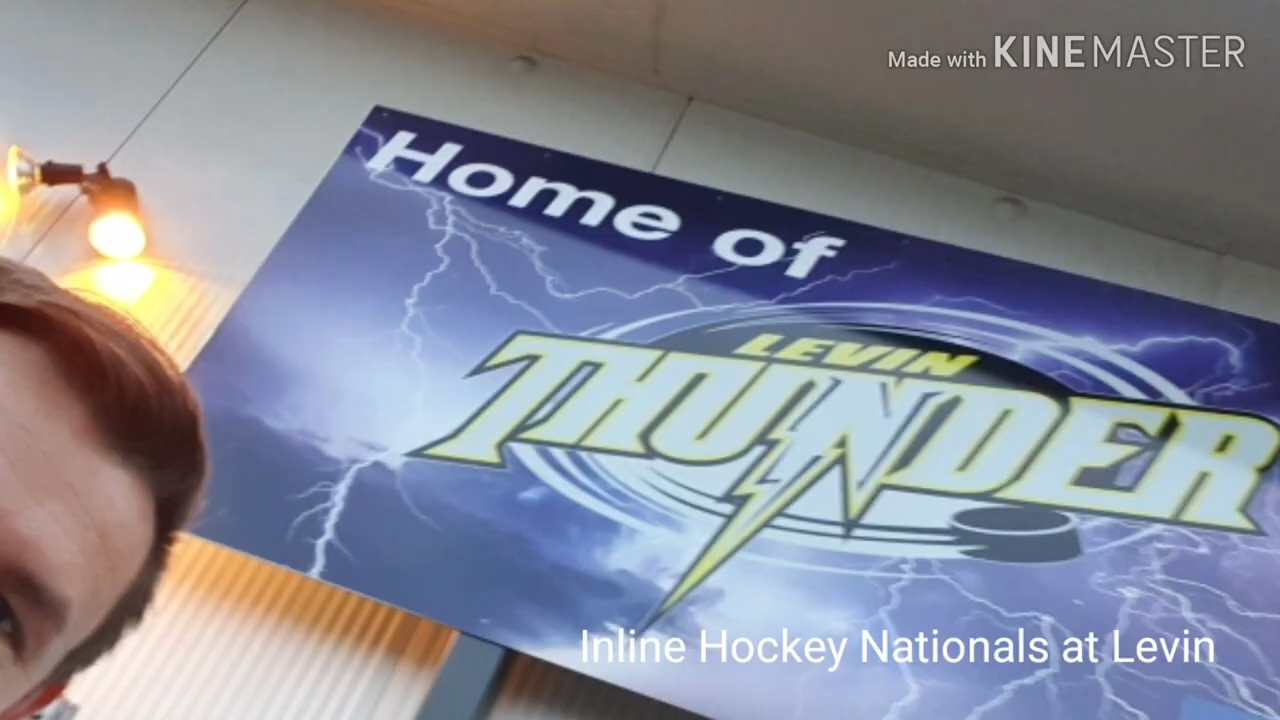 Made with KINEMASTER
Home of
LEVIN
THUNDER
Inline Hockey Nationals at Levin